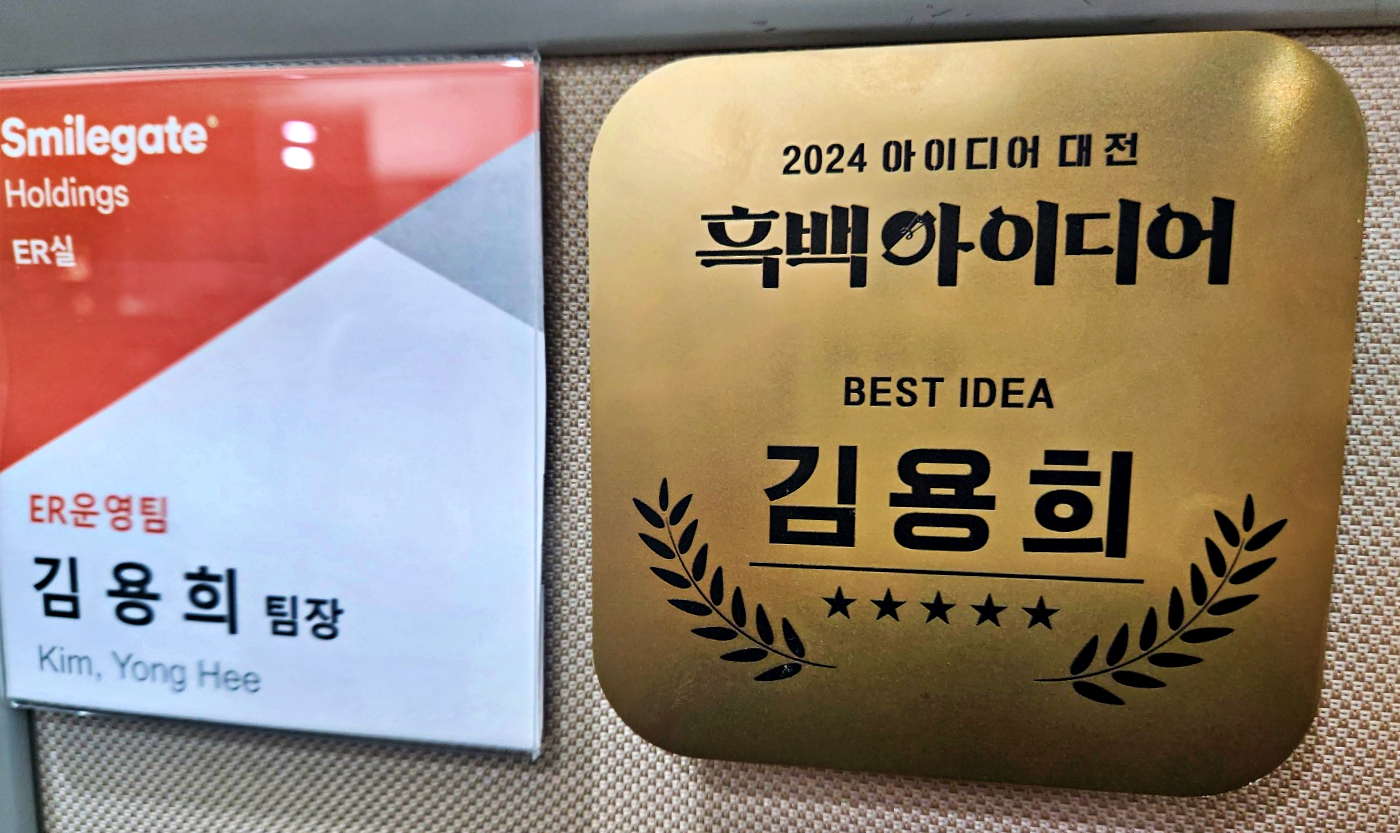 Smilegate
Holdings
ER실
ER운영팀
김용희 팀장
Kim, Yong Hee
2024 아이디어 대전
흑백아이디어
BEST IDEA
김용희